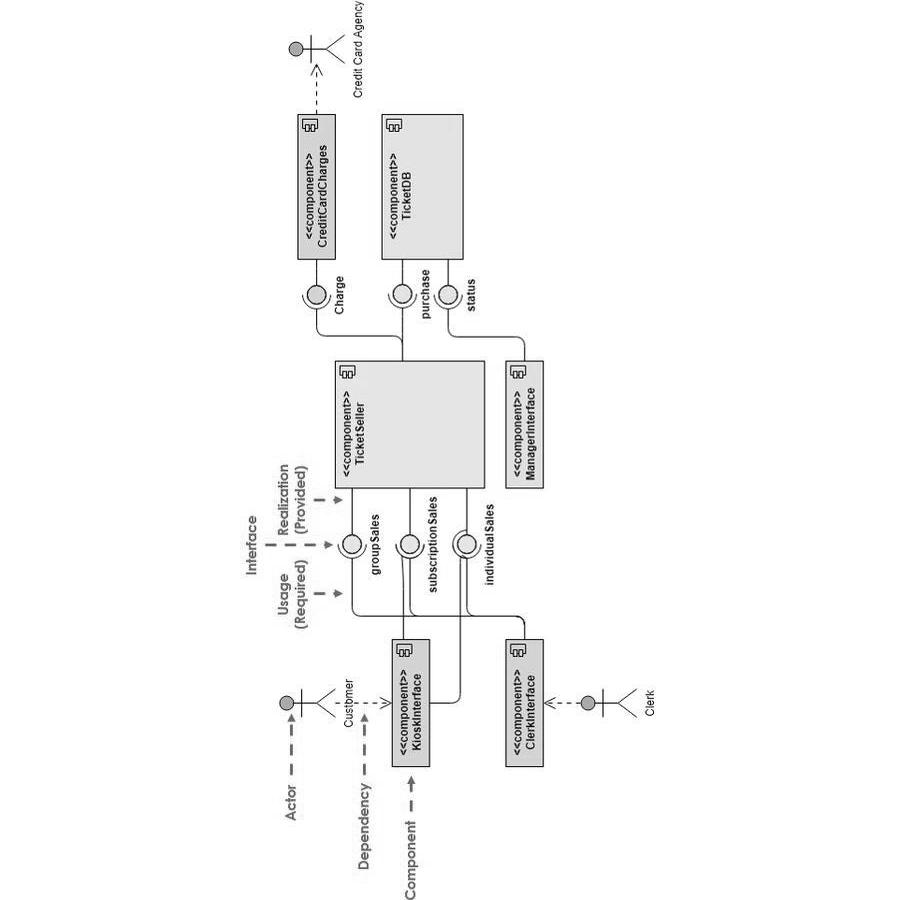 Interface
Usage
(Required)
Realization
(Provided)
Actor
<<component>>
CreditCardCharges
Charge
Customer
Credit Card Agency
<<component>>
TicketSeller
Dependency
groupSales
<<component>>
TicketDB
<<component>>
KioskInterface
Component
purchase
subscriptionSales
status
individualSales
<<component>>
ClerkInterface
<<component>>
ManagerInterface
Clerk